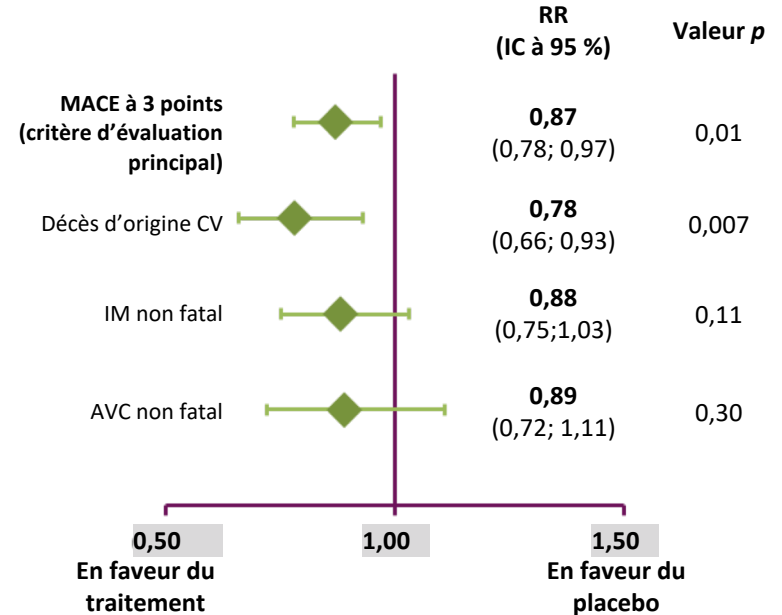 RR
(IC à 95 %)
Valeur p
MACE à 3 points
(critère d’évaluation
principal)
0,87
(0,78; 0,97)
0,01
Décès d’origine CV
0,78
(0,66; 0,93)
0,007
IM non fatal
0,88
(0,75;1,03)
0,11
AVC non fatal
0,89
(0,72; 1,11)
0,30
0,50
1,00
1,50
En faveur du
traitement
En faveur du
placebo